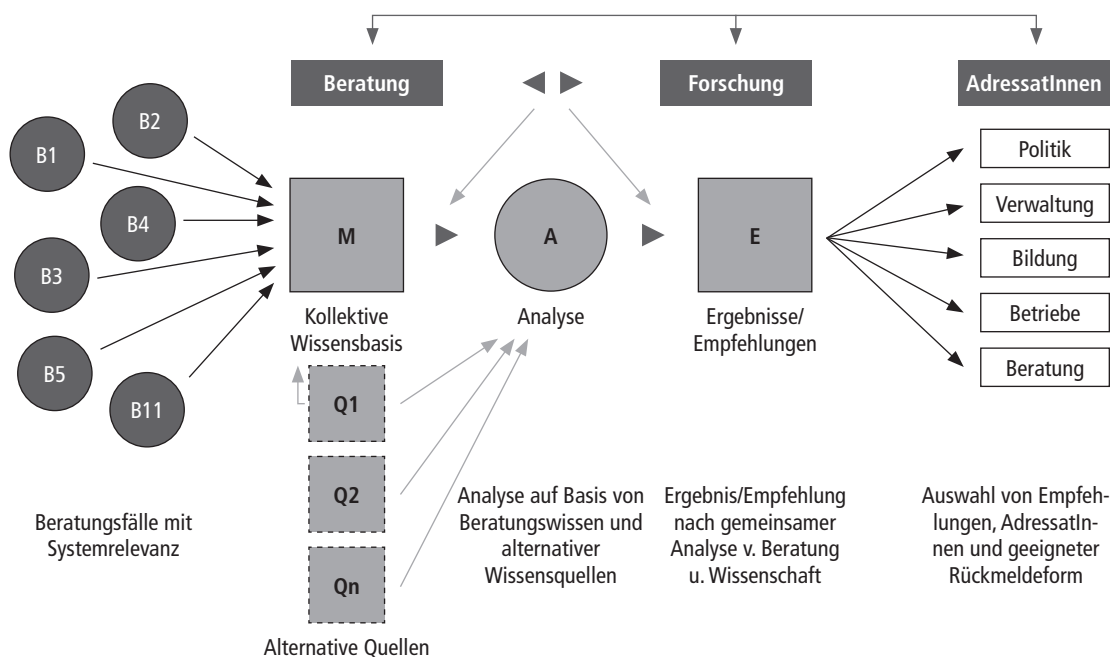 Beratung
Forschung
AdressatInnen
B2
B1
B4
B3
B5
B11
M
A
E
Kollektive
Wissensbasis
Analyse
Ergebnisse/
Empfehlungen
Politik
Verwaltung
Bildung
Betriebe
Beratung
Q1
Q2
Qn
Alternative Quellen
Beratungsfälle mit
Systemrelevanz
Analyse auf Basis von
Beratungswissen und
alternativer
Wissensquellen
Ergebnis/Empfehlung
nach gemeinsamer
Analyse v. Beratung
u. Wissenschaft
Auswahl von Empfeh-
lungen, AdressatIn-
nen und geeigneter
Rückmeldeform